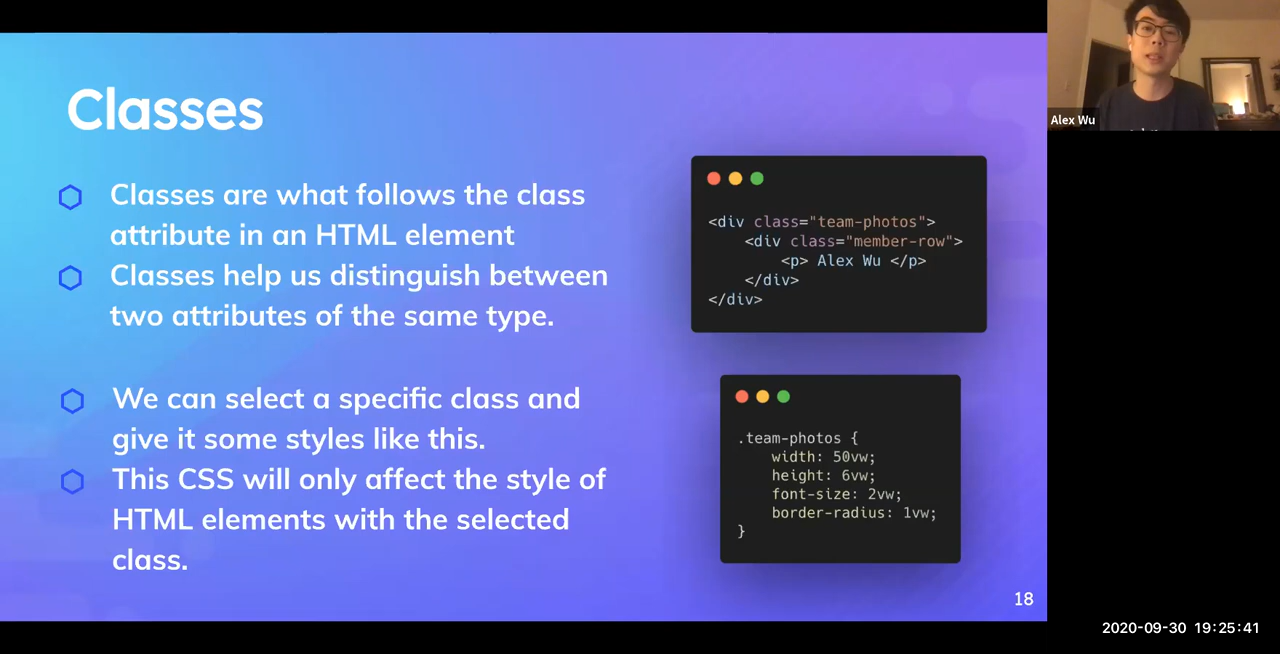 Classes
Classes are what follows the class
attribute in an HTML element
Classes help us distinguish between
two attributes of the same type.
We can select a specific class and
give it some styles like this.
This CSS will only affect the style of
HTML elements with the selected
class.
<div class="team-photos">
    <div class="member-row">
        <p> Alex Wu </p>
    </div>
</div>
.team-photos {
    width: 50vw;
    height: 6vw;
    font-size: 2vw;
    border-radius: 1vw;
}
18
Alex Wu
2020-09-30 19:25:41